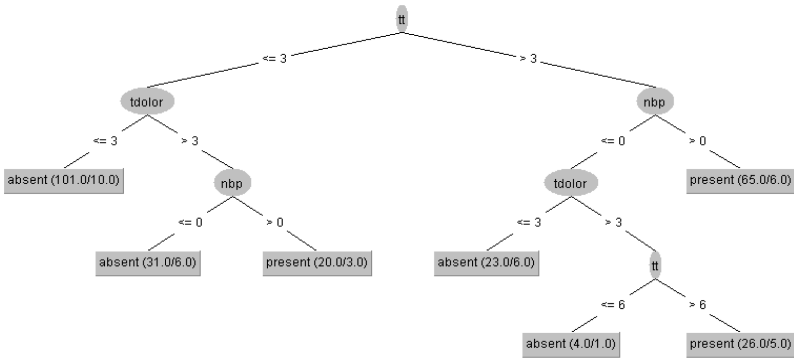 tt
<= 3
> 3
tdolor
nbp
<= 3
> 3
<= 0
> 0
absent (101.0/10.0)
nbp
tdolor
present (65.0/6.0)
<= 0
> 0
<= 3
> 3
absent (31.0/6.0)
present (20.0/3.0)
absent (23.0/6.0)
tt
<= 6
> 6
absent (4.0/1.0)
present (26.0/5.0)